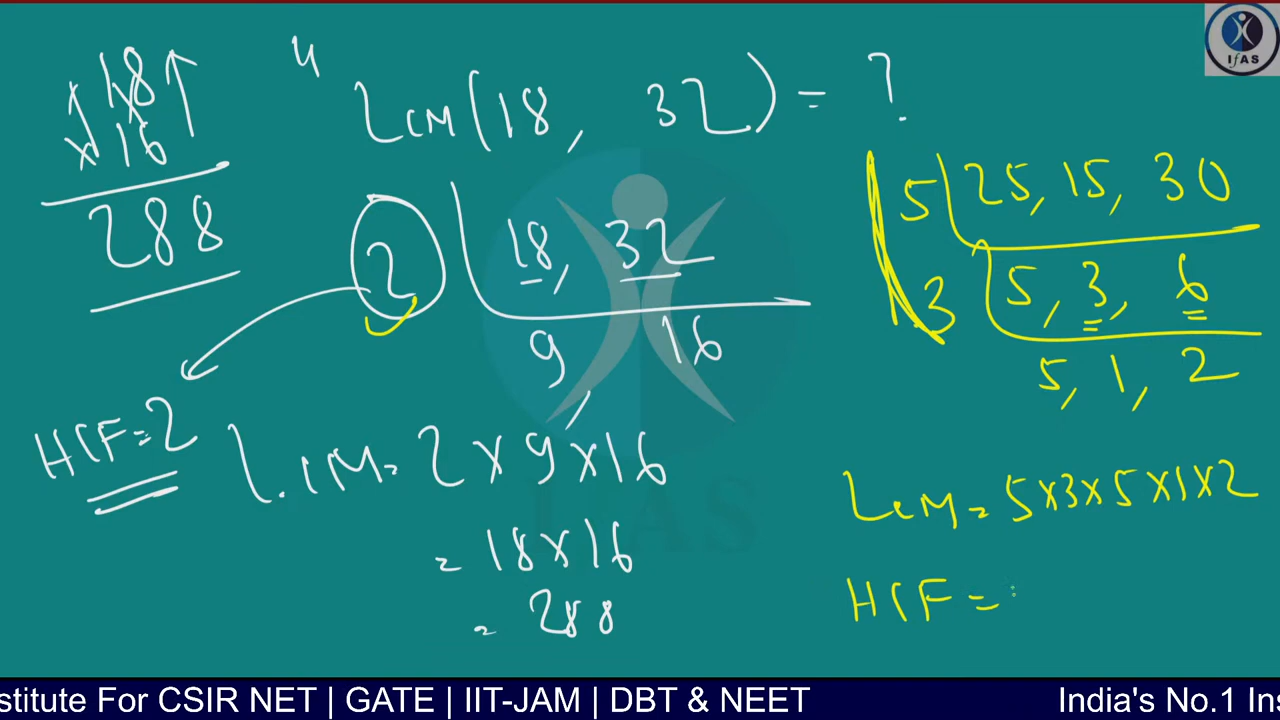 18
× 16
288
LCM(18, 32) = ?
2 | 18, 32
9, 16
HCF = 2
L.CM = 2 × 9 × 16
= 18 × 16
= 288
5 | 25, 15, 30
3 | 5, 3, 6
5, 1, 2
LCM = 5×3×5×1×2
HCF =
IFAS
IFAS
stitute For CSIR NET | GATE | IIT-JAM | DBT & NEET India's No.1 Ins